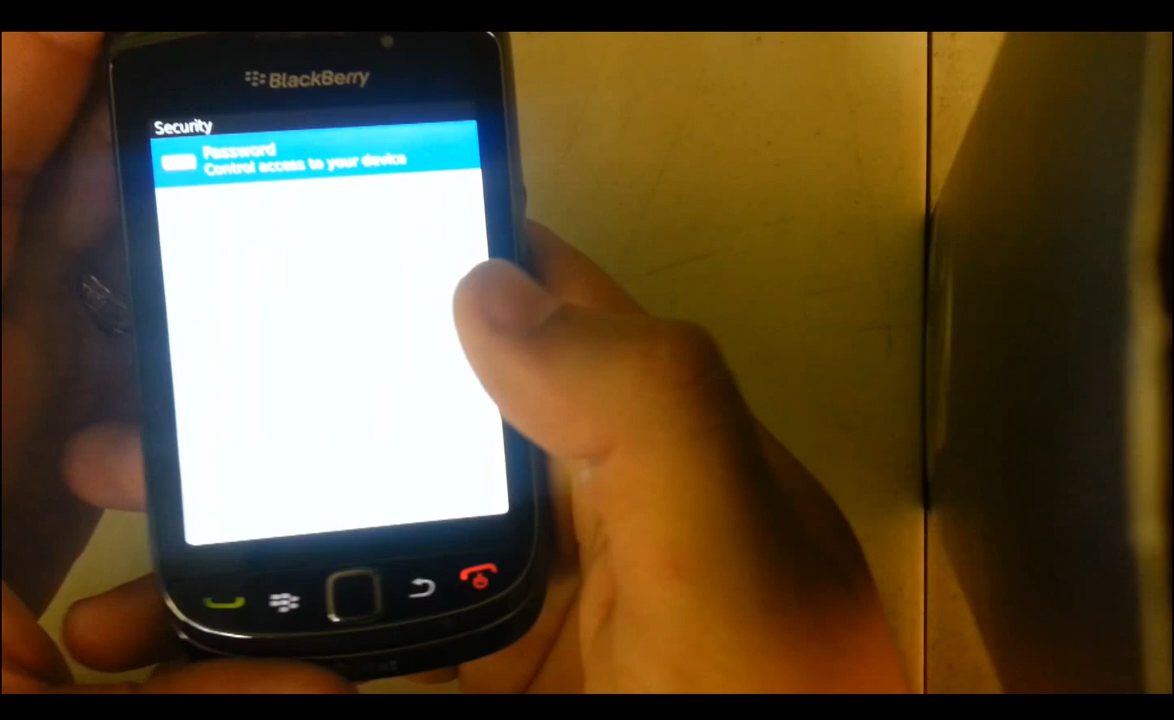 BlackBerry
Security
Password
Control access to your device